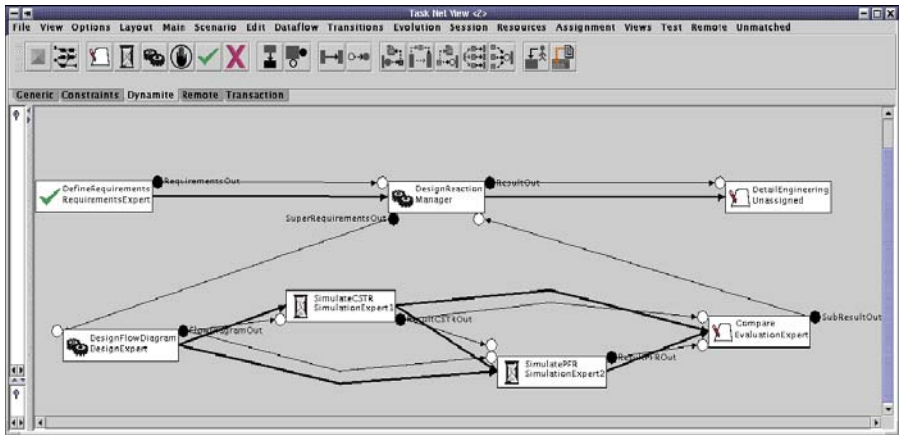 Task Net View <2>
File View Options Layout Main Scenario Edit Dataflow Transitions Evolution Session Resources Assignment Views Test Remote Unmatched
Generic Constraints Dynamite Remote Transaction
DefineRequirements
RequirementsExpert
RequirementsOut
DesignReaction
Manager
ResultOut
DetailEngineering
Unassigned
SuperRequirementsOut
SimulateCSTR
SimulationExpert1
FlowDiagramOut
ResultCSTROut
DesignFlowDiagram
DesignExpert
Compare
EvaluationExpert
SubResultOut
SimulatePFR
SimulationExpert2
ResultPFROut